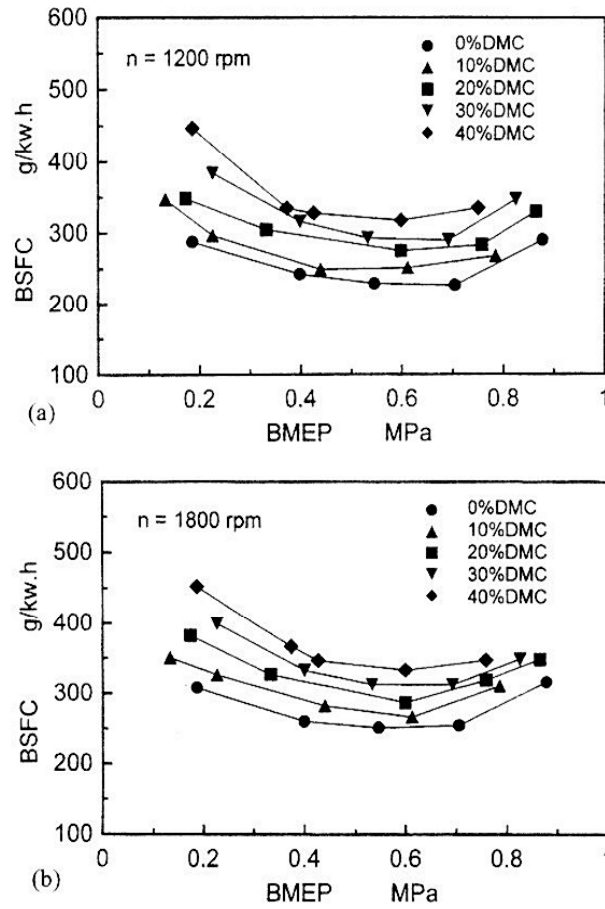 600
500
400
300
200
100
g/kw.h
BSFC
n = 1200 rpm
0%DMC
10%DMC
20%DMC
30%DMC
40%DMC
0
0.2
0.4
0.6
0.8
1
(a)
BMEP MPa
600
500
400
300
200
100
g/kw.h
BSFC
n = 1800 rpm
0%DMC
10%DMC
20%DMC
30%DMC
40%DMC
0
0.2
0.4
0.6
0.8
1
(b)
BMEP MPa